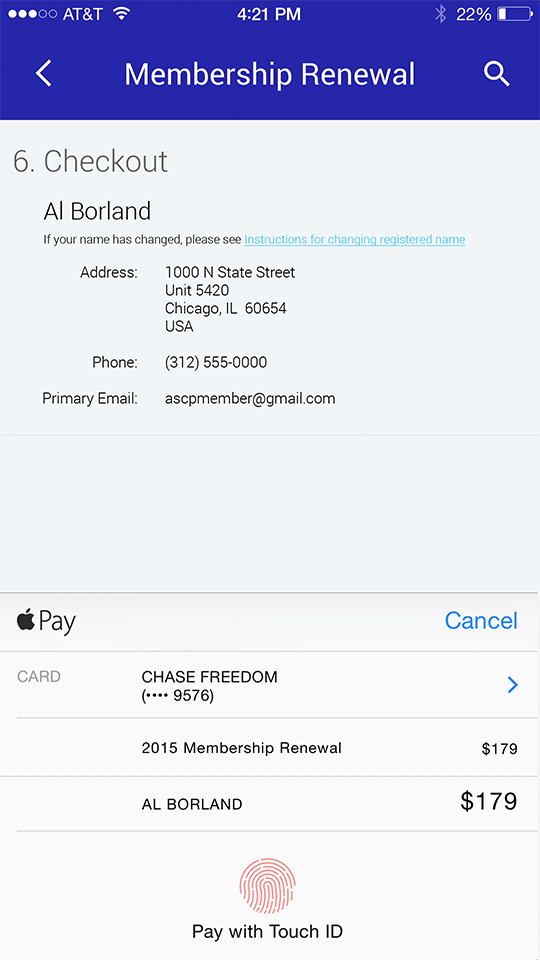 AT&T 4:21 PM 22%
Membership Renewal
6. Checkout
Al Borland
If your name has changed, please see Instructions for changing registered name
Address: 1000 N State Street
Unit 5420
Chicago, IL 60654
USA
Phone: (312) 555-0000
Primary Email: ascpmember@gmail.com
Pay Cancel
CARD CHASE FREEDOM
(•••• 9576)
2015 Membership Renewal $179
AL BORLAND $179
Pay with Touch ID